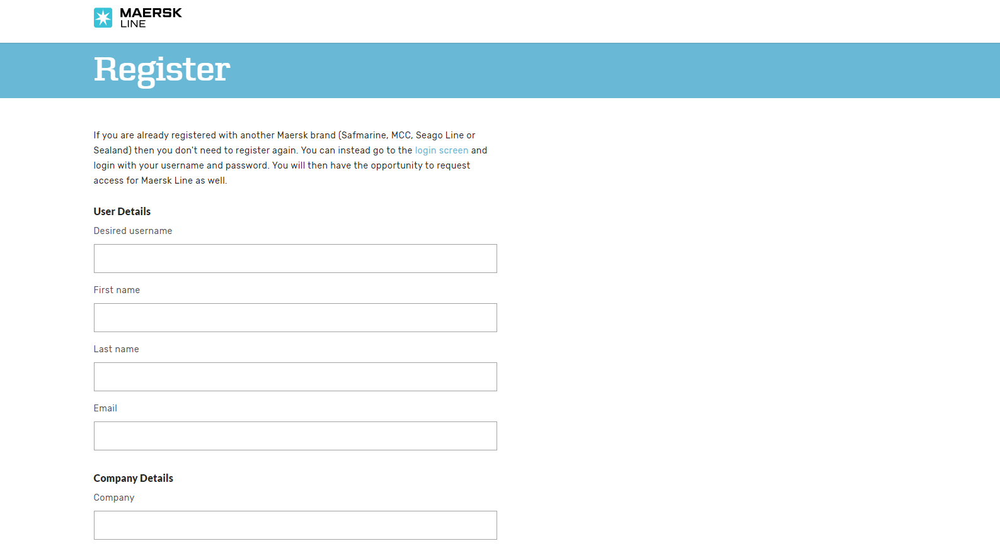 MAERSK
LINE
Register
If you are already registered with another Maersk brand (Safmarine, MCC, Seago Line or
Sealand) then you don't need to register again. You can instead go to the login screen and
login with your username and password. You will then have the opportunity to request
access for Maersk Line as well.
User Details
Desired username
First name
Last name
Email
Company Details
Company